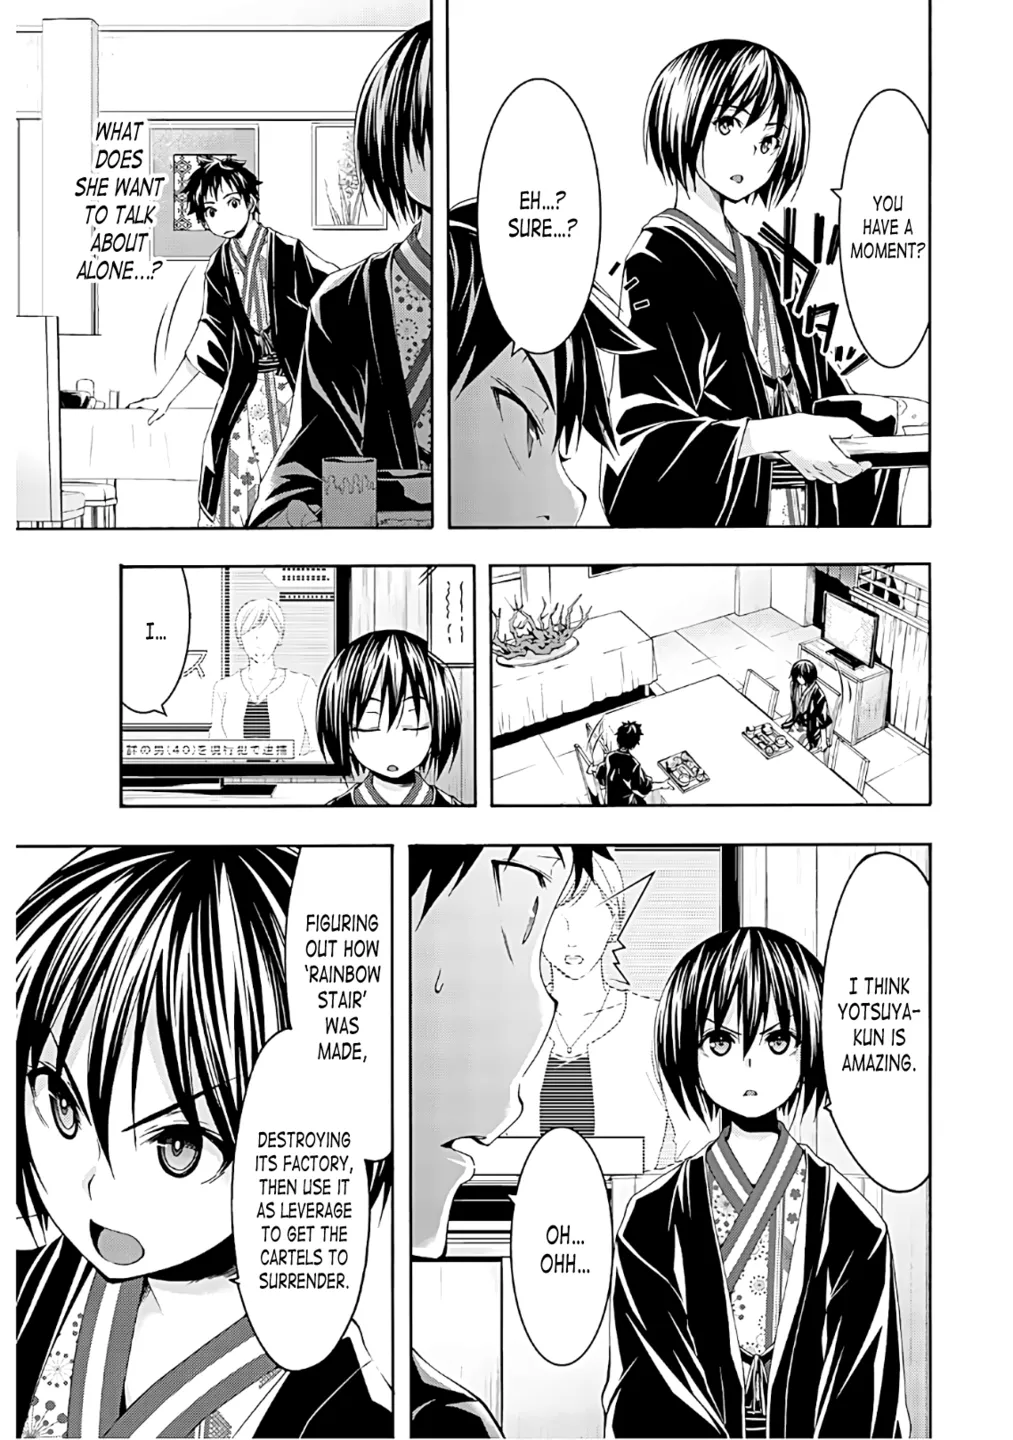 YOU
HAVE A
MOMENT?
EH...?
SURE...?
WHAT
DOES
SHE WANT
TO TALK
ABOUT
ALONE...?
I...
I THINK
YOTSUYA-
KUN IS
AMAZING.
OH...
OHH...
FIGURING
OUT HOW
'RAINBOW
STAIR'
WAS
MADE,
DESTROYING
ITS FACTORY,
THEN USE IT
AS LEVERAGE
TO GET THE
CARTELS TO
SURRENDER.